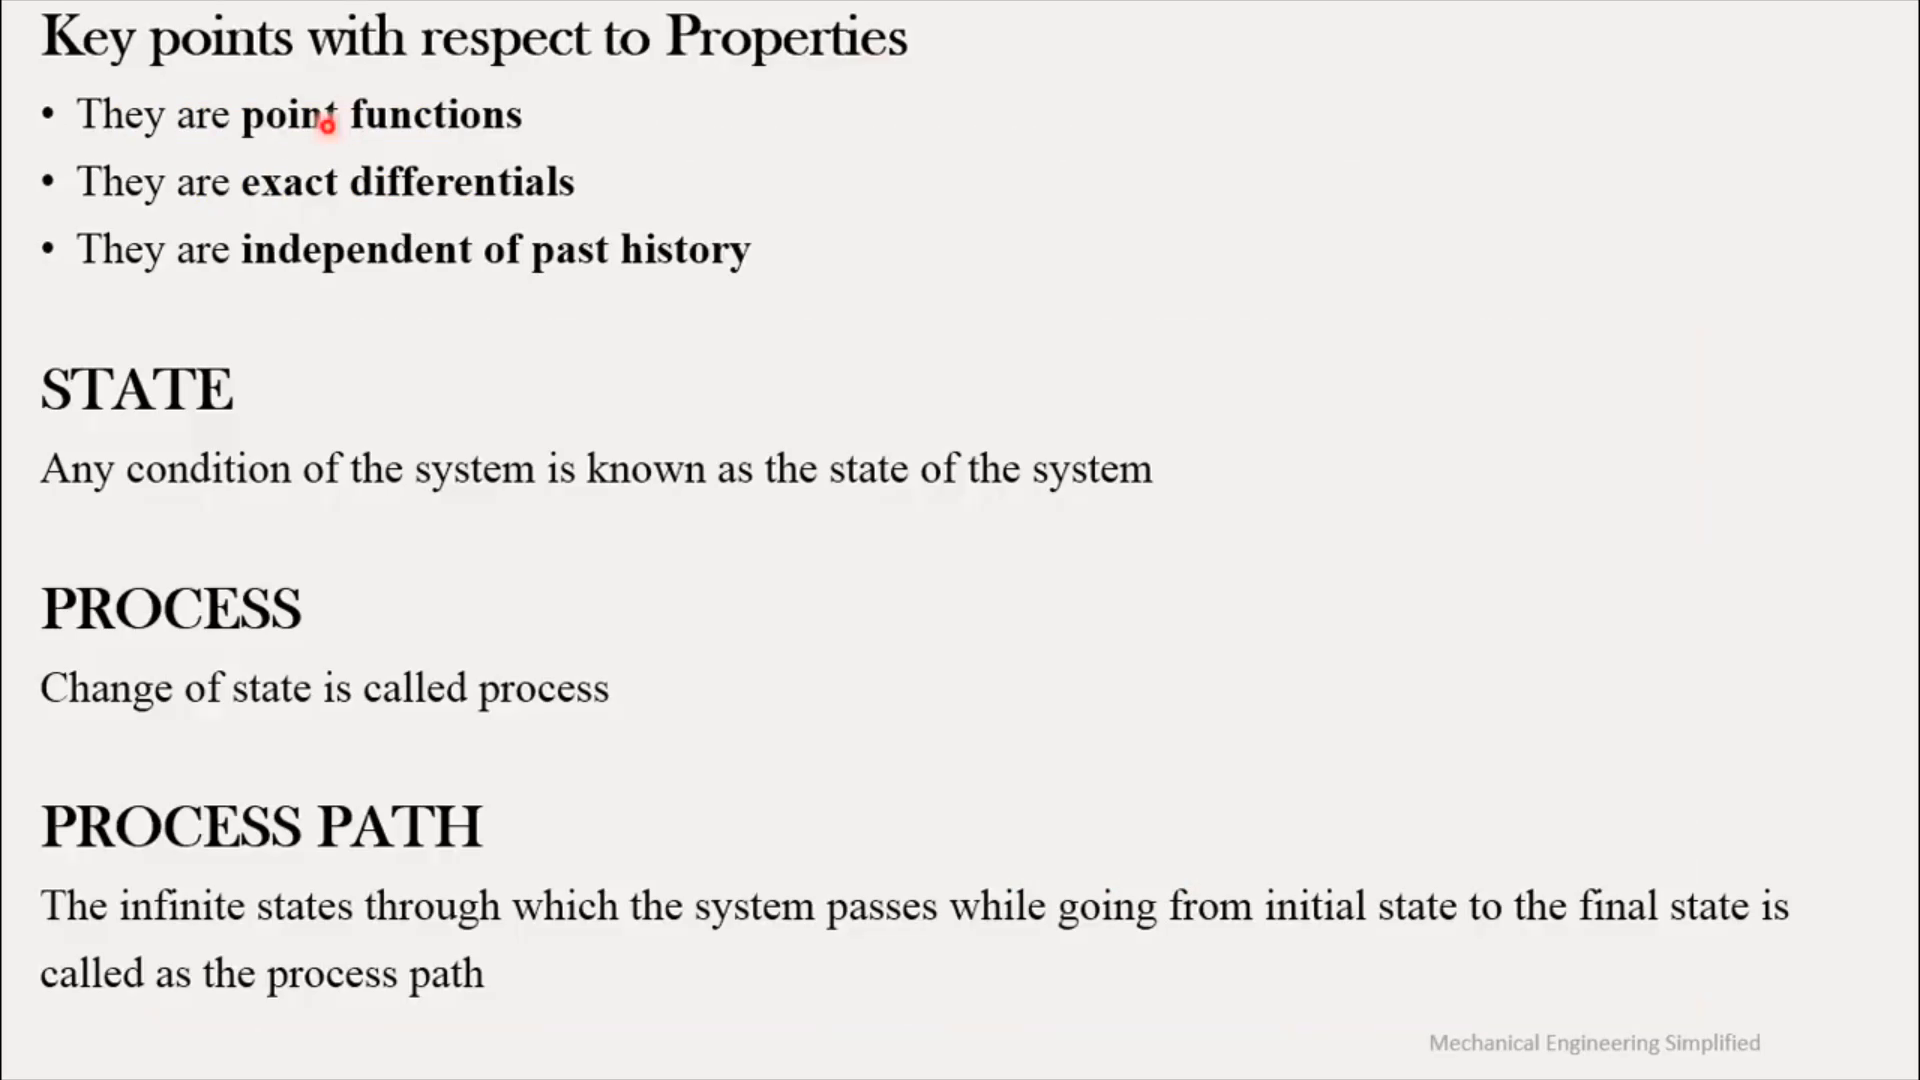 Key points with respect to Properties
• They are point functions
• They are exact differentials
• They are independent of past history
STATE
Any condition of the system is known as the state of the system
PROCESS
Change of state is called process
PROCESS PATH
The infinite states through which the system passes while going from initial state to the final state is
called as the process path
Mechanical Engineering Simplified